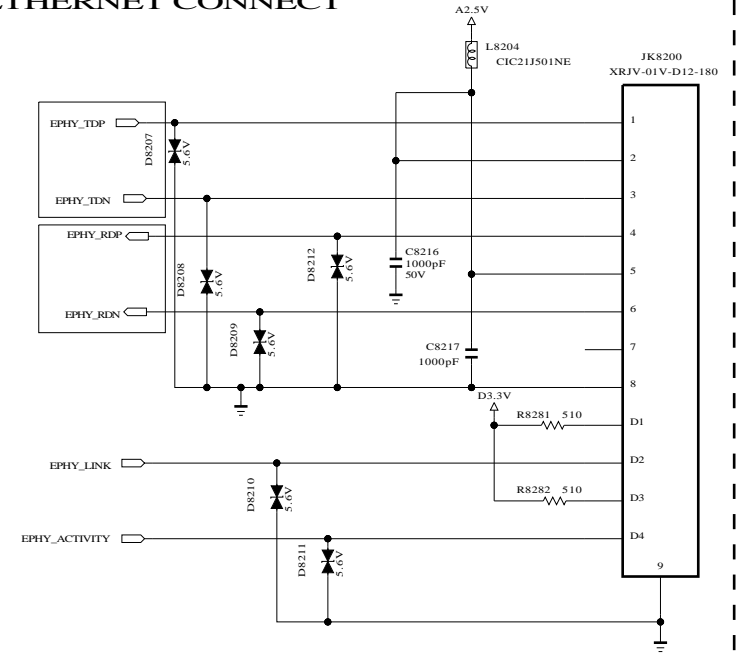 ETHERNET CONNECT
A2.5V
L8204
CIC21J501NE
JK8200
XRJV-01V-D12-180
EPHY_TDP
D8207
5.6V
1
2
EPHY_TDN
3
EPHY_RDP
4
D8208
5.6V
D8212
5.6V
C8216
1000pF
50V
5
EPHY_RDN
6
D8209
5.6V
C8217
1000pF
7
8
D3.3V
R8281 510
D1
EPHY_LINK
D2
D8210
5.6V
R8282 510
D3
EPHY_ACTIVITY
D4
D8211
5.6V
9